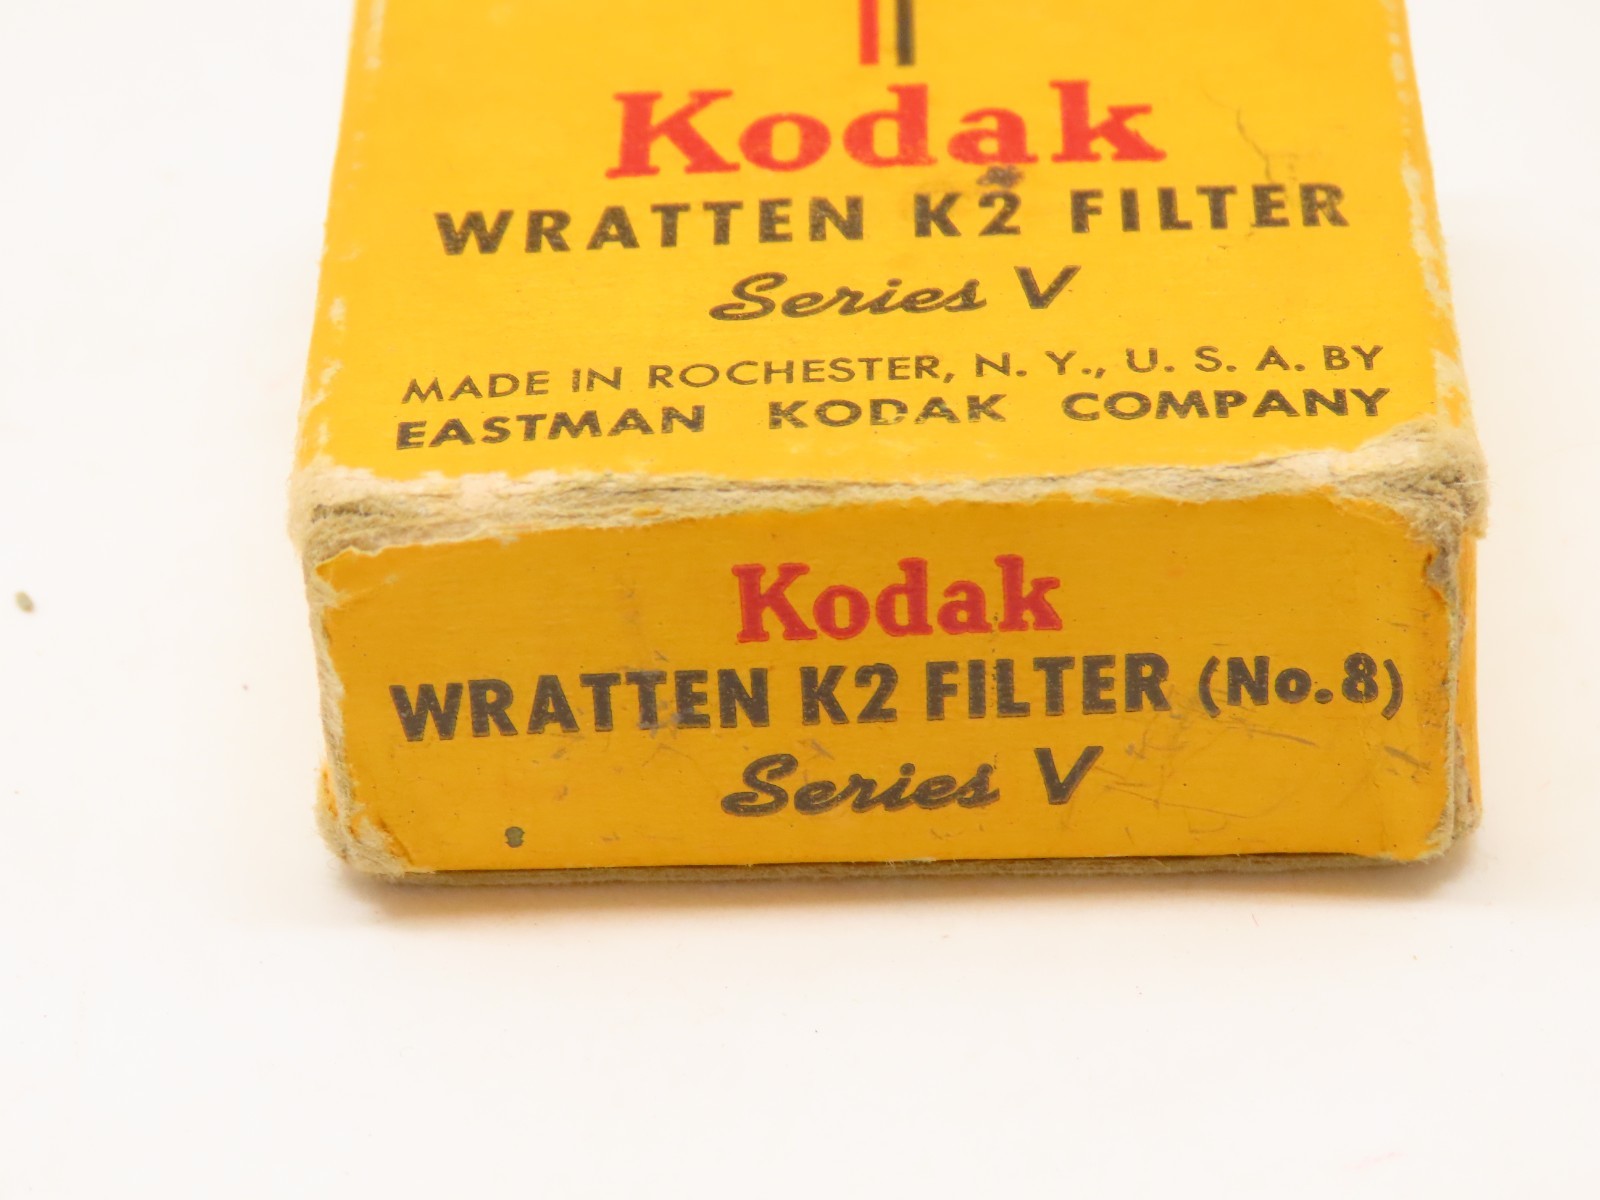 Kodak
WRATTEN K2 FILTER
Series V
MADE IN ROCHESTER, N. Y., U. S. A. BY
EASTMAN KODAK COMPANY
Kodak
WRATTEN K2 FILTER (No. 8)
Series V